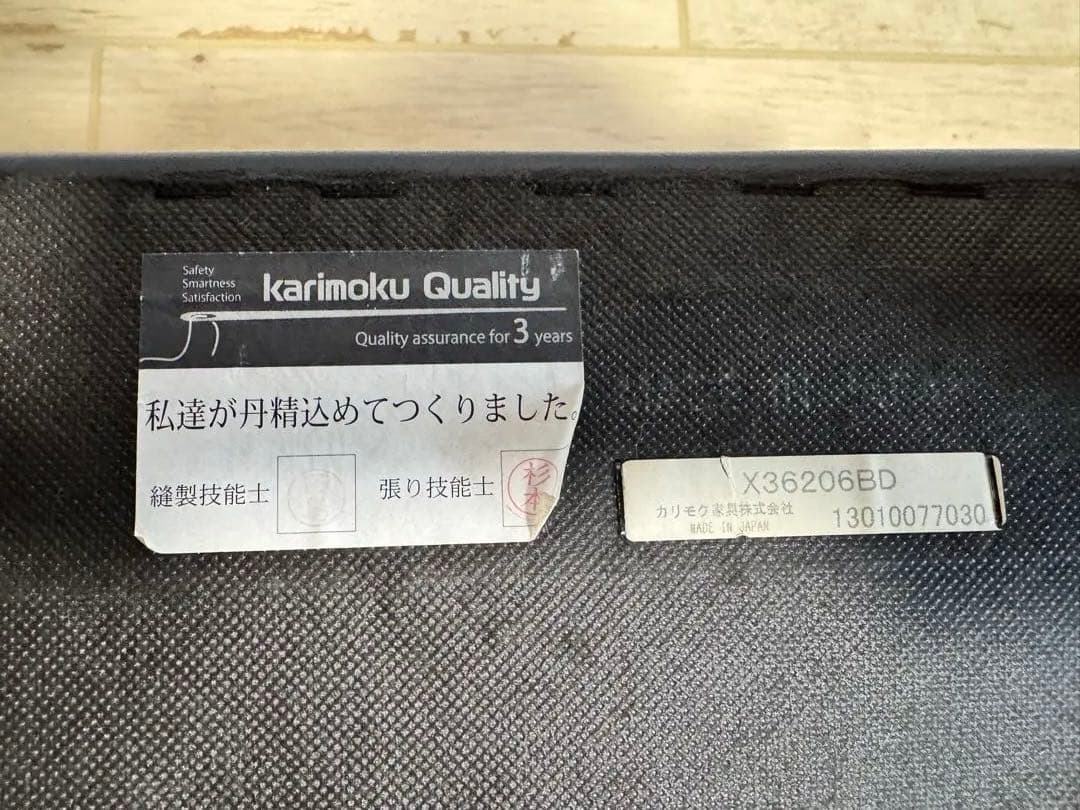 Safety
Smartness
Satisfaction
karimoku Quality
Quality assurance for 3 years
私達が丹精込めてつくりました。
縫製技能士
張り技能士 杉本
X36206BD
カリモク家具株式会社
MADE IN JAPAN
13010077030